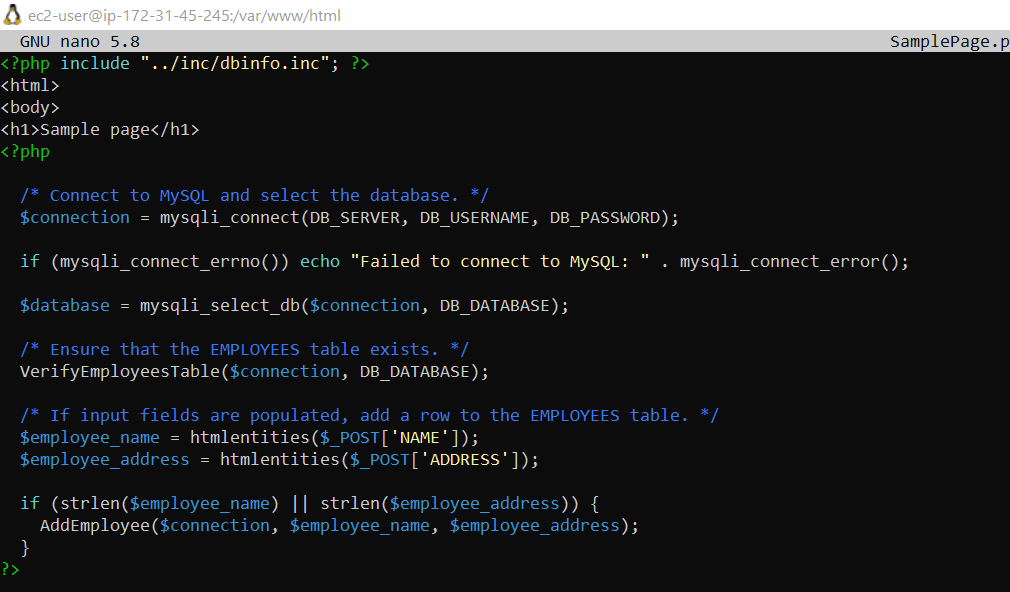 ec2-user@ip-172-31-45-245:/var/www/html
GNU nano 5.8 SamplePage.p
<?php include "../inc/dbinfo.inc"; ?>
<html>
<body>
<h1>Sample page</h1>
<?php
/* Connect to MySQL and select the database. */
$connection = mysqli_connect(DB_SERVER, DB_USERNAME, DB_PASSWORD);
if (mysqli_connect_errno()) echo "Failed to connect to MySQL: " . mysqli_connect_error();
$database = mysqli_select_db($connection, DB_DATABASE);
/* Ensure that the EMPLOYEES table exists. */
VerifyEmployeesTable($connection, DB_DATABASE);
/* If input fields are populated, add a row to the EMPLOYEES table. */
$employee_name = htmlentities($_POST['NAME']);
$employee_address = htmlentities($_POST['ADDRESS']);
if (strlen($employee_name) || strlen($employee_address)) {
AddEmployee($connection, $employee_name, $employee_address);
}
?>